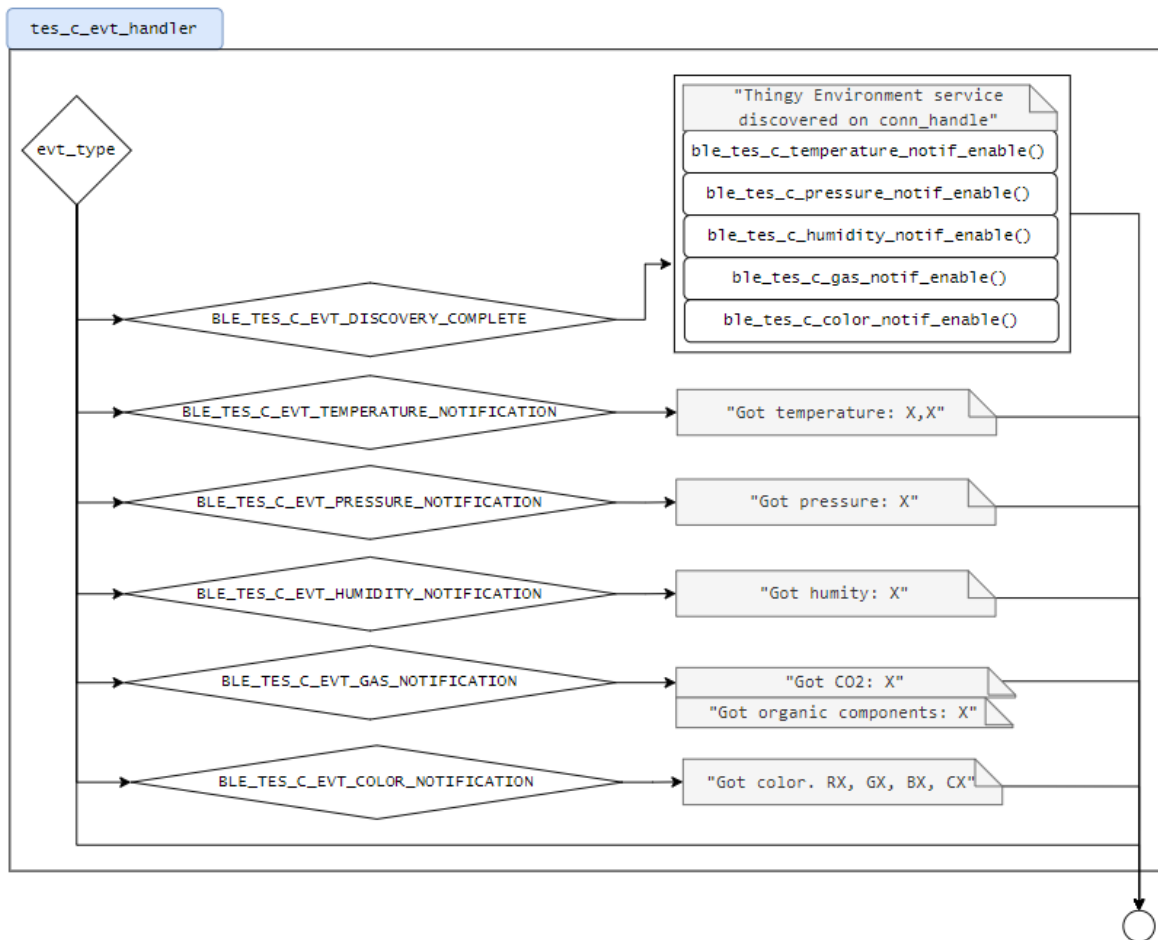 tes_c_evt_handler
evt_type
"Thingy Environment service
discovered on conn_handle"
ble_tes_c_temperature_notif_enable()
ble_tes_c_pressure_notif_enable()
ble_tes_c_humidity_notif_enable()
ble_tes_c_gas_notif_enable()
ble_tes_c_color_notif_enable()
BLE_TES_C_EVT_DISCOVERY_COMPLETE
BLE_TES_C_EVT_TEMPERATURE_NOTIFICATION
"Got temperature: X,X"
BLE_TES_C_EVT_PRESSURE_NOTIFICATION
"Got pressure: X"
BLE_TES_C_EVT_HUMIDITY_NOTIFICATION
"Got humity: X"
BLE_TES_C_EVT_GAS_NOTIFICATION
"Got CO2: X"
"Got organic components: X"
BLE_TES_C_EVT_COLOR_NOTIFICATION
"Got color. RX, GX, BX, CX"